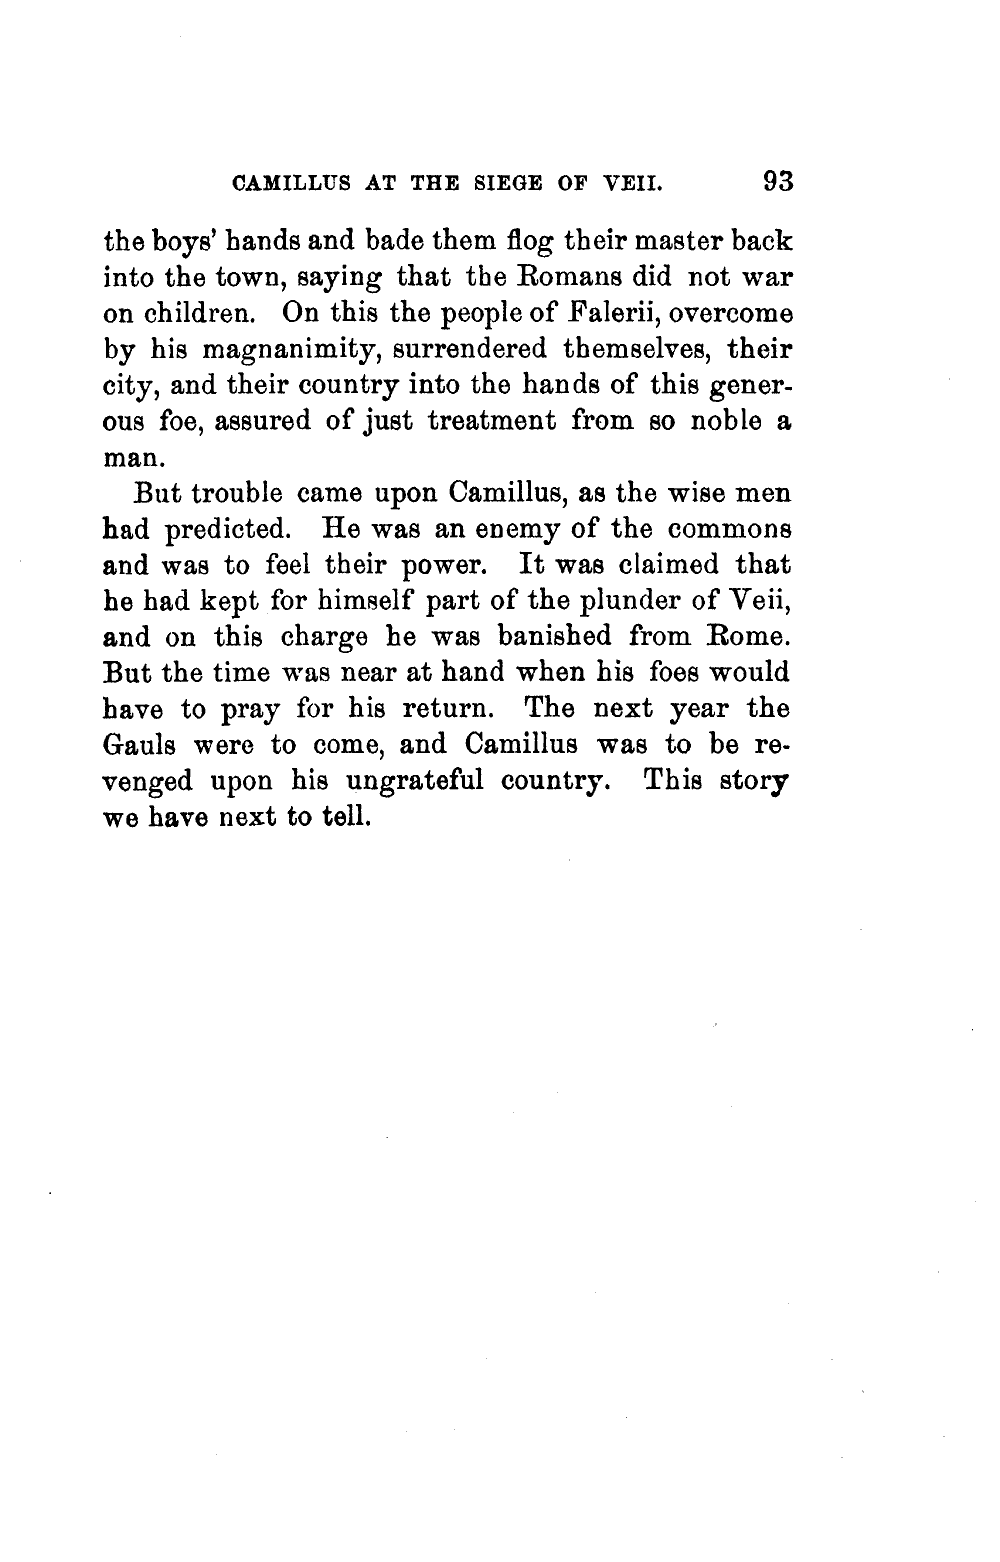 CAMILLUS AT THE SIEGE OF VEII. 93
the boys' hands and bade them flog their master back
into the town, saying that the Romans did not war
on children. On this the people of Falerii, overcome
by his magnanimity, surrendered themselves, their
city, and their country into the hands of this gener-
ous foe, assured of just treatment from so noble a
man.
But trouble came upon Camillus, as the wise men
had predicted. He was an enemy of the commons
and was to feel their power. It was claimed that
he had kept for himself part of the plunder of Veii,
and on this charge he was banished from Rome.
But the time was near at hand when his foes would
have to pray for his return. The next year the
Gauls were to come, and Camillus was to be re-
venged upon his ungrateful country. This story
we have next to tell.